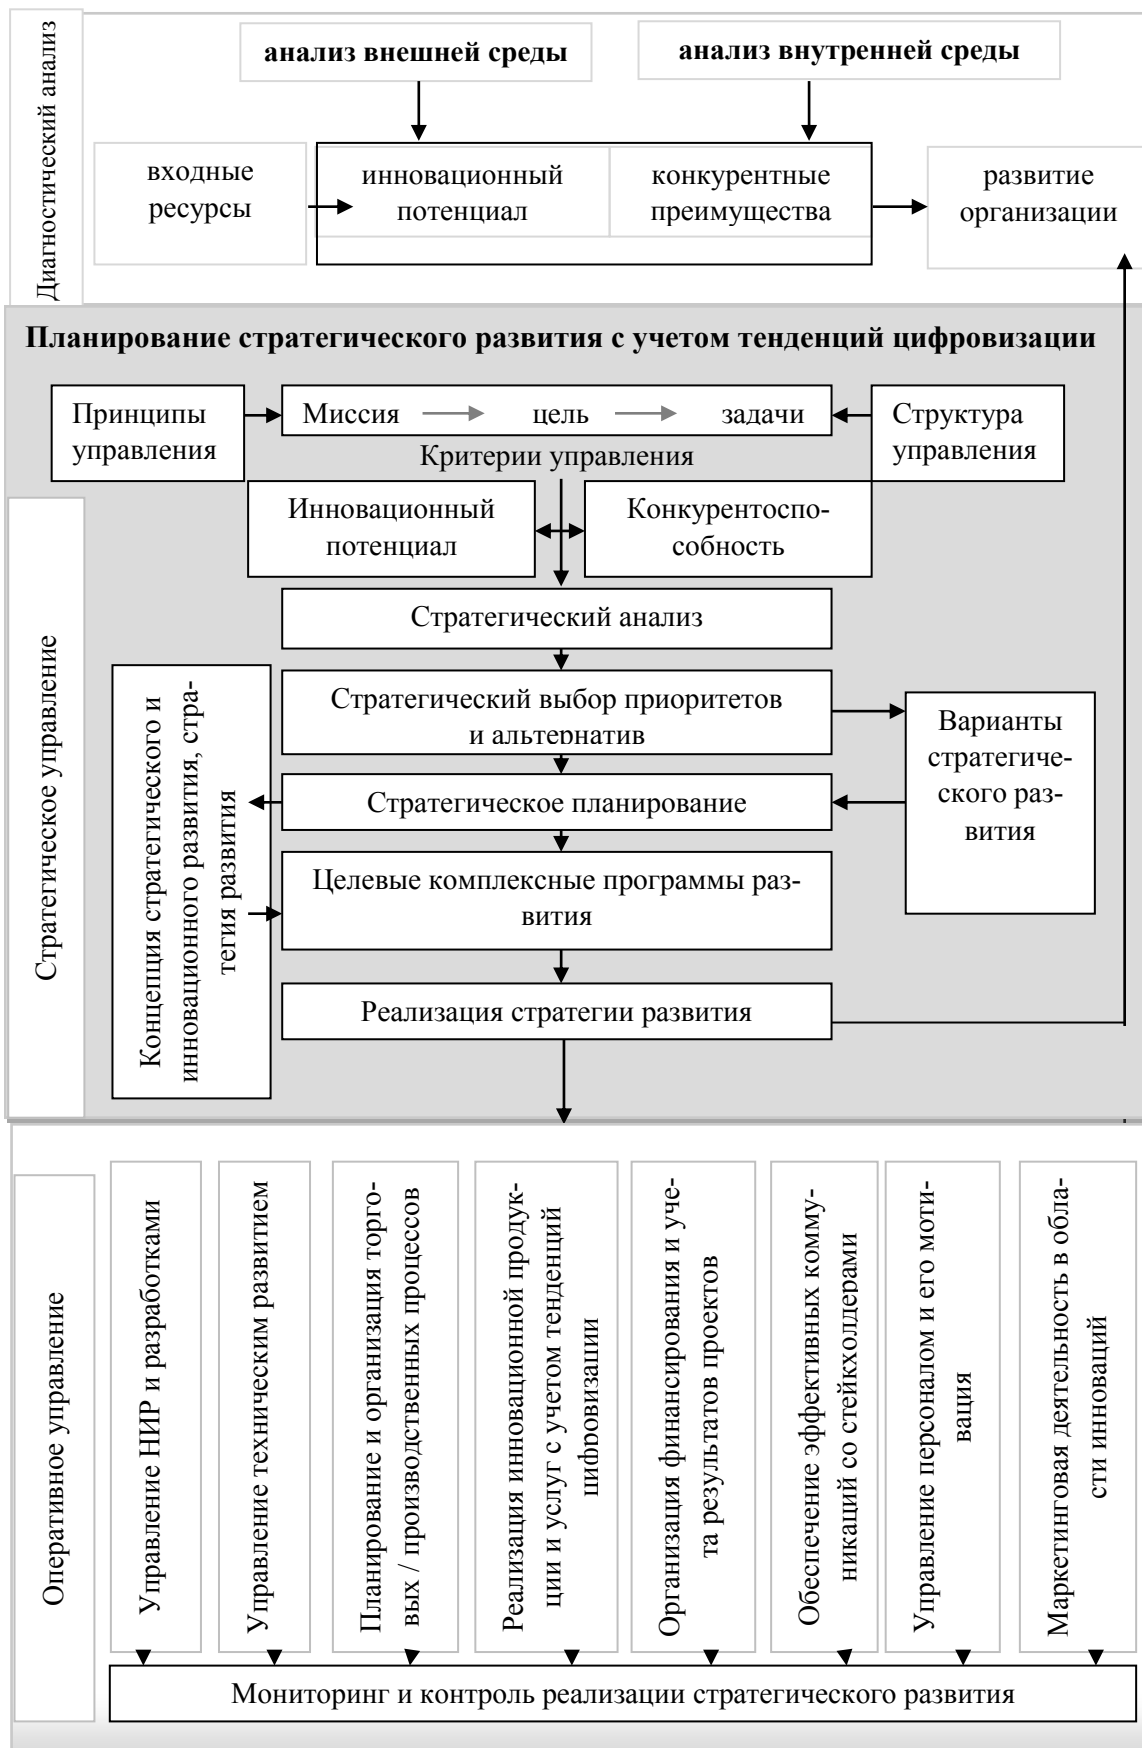 Диагностический анализ
анализ внешней среды
анализ внутренней среды
входные
ресурсы
инновационный
потенциал
конкурентные
преимущества
развитие
организации
Планирование стратегического развития с учетом тенденций цифровизации
Принципы
управления
Миссия
цель
задачи
Структура
управления
Критерии управления
Стратегическое управление
Инновационный
потенциал
Конкурентоспо-
собность
Стратегический анализ
Стратегический выбор приоритетов
и альтернатив
Варианты
стратегиче-
ского раз-
вития
Стратегическое планирование
Концепция стратегического и
инновационного развития, стра-
тегия развития
Целевые комплексные программы раз-
вития
Реализация стратегии развития
Оперативное управление
Управление НИР и разработками
Управление техническим развитием
Планирование и организация торго-
вых / производственных процессов
Реализация инновационной продук-
ции и услуг с учетом тенденций
цифровизации
Организация финансирования и уче-
та результатов проектов
Обеспечение эффективных комму-
никаций со стейкхолдерами
Управление персоналом и его моти-
вация
Маркетинговая деятельность в обла-
сти инноваций
Мониторинг и контроль реализации стратегического развития